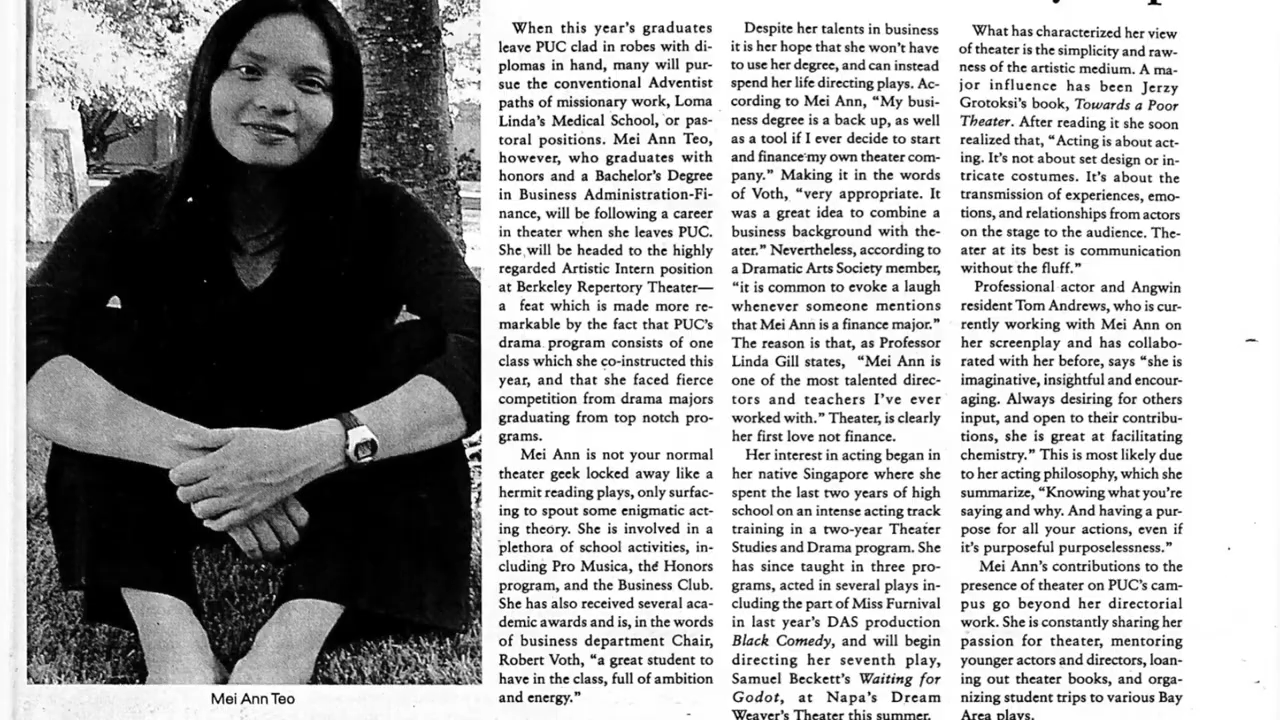 When this year's graduates
leave PUC clad in robes with di-
plomas in hand, many will pur-
sue the conventional Adventist
paths of missionary work, Loma
Linda's Medical School, or pas-
toral positions. Mei Ann Teo,
however, who graduates with
honors and a Bachelor's Degree
in Business Administration-Fi-
nance, will be following a career
in theater when she leaves PUC.
She will be headed to the highly
regarded Artistic Intern position
at Berkeley Repertory Theater—
a feat which is made more re-
markable by the fact that PUC's
drama program consists of one
class which she co-instructed this
year, and that she faced fierce
competition from drama majors
graduating from top notch pro-
grams.
Mei Ann is not your normal
theater geek locked away like a
hermit reading plays, only surfac-
ing to spout some enigmatic act-
ing theory. She is involved in a
plethora of school activities, in-
cluding Pro Musica, the Honors
program, and the Business Club.
She has also received several aca-
demic awards and is, in the words
of business department Chair,
Robert Voth, "a great student to
have in the class, full of ambition
and energy."
Despite her talents in business
it is her hope that she won't have
to use her degree, and can instead
spend her life directing plays. Ac-
cording to Mei Ann, "My busi-
ness degree is a back up, as well
as a tool if I ever decide to start
and finance my own theater com-
pany." Making it in the words
of Voth, "very appropriate. It
was a great idea to combine a
business background with the-
ater." Nevertheless, according to
a Dramatic Arts Society member,
"it is common to evoke a laugh
whenever someone mentions
that Mei Ann is a finance major."
The reason is that, as Professor
Linda Gill states, "Mei Ann is
one of the most talented direc-
tors and teachers I've ever
worked with." Theater, is clearly
her first love not finance.
Her interest in acting began in
her native Singapore where she
spent the last two years of high
school on an intense acting track
training in a two-year Theater
Studies and Drama program. She
has since taught in three pro-
grams, acted in several plays in-
cluding the part of Miss Furnival
in last year's DAS production
Black Comedy, and will begin
directing her seventh play,
Samuel Beckett's Waiting for
Godot, at Napa's Dream
Weaver's Theater this summer.
What has characterized her view
of theater is the simplicity and raw-
ness of the artistic medium. A ma-
jor influence has been Jerzy
Grotoksi's book, Towards a Poor
Theater. After reading it she soon
realized that, "Acting is about act-
ing. It's not about set design or in-
tricate costumes. It's about the
transmission of experiences, emo-
tions, and relationships from actors
on the stage to the audience. The-
ater at its best is communication
without the fluff."
Professional actor and Angwin
resident Tom Andrews, who is cur-
rently working with Mei Ann on
her screenplay and has collabo-
rated with her before, says "she is
imaginative, insightful and encour-
aging. Always desiring for others
input, and open to their contribu-
tions, she is great at facilitating
chemistry." This is most likely due
to her acting philosophy, which she
summarize, "Knowing what you're
saying and why. And having a pur-
pose for all your actions, even if
it's purposeful purposelessness."
Mei Ann's contributions to the
presence of theater on PUC's cam-
pus go beyond her directorial
work. She is constantly sharing her
passion for theater, mentoring
younger actors and directors, loan-
ing out theater books, and orga-
nizing student trips to various Bay
Area plays.
Mei Ann Teo